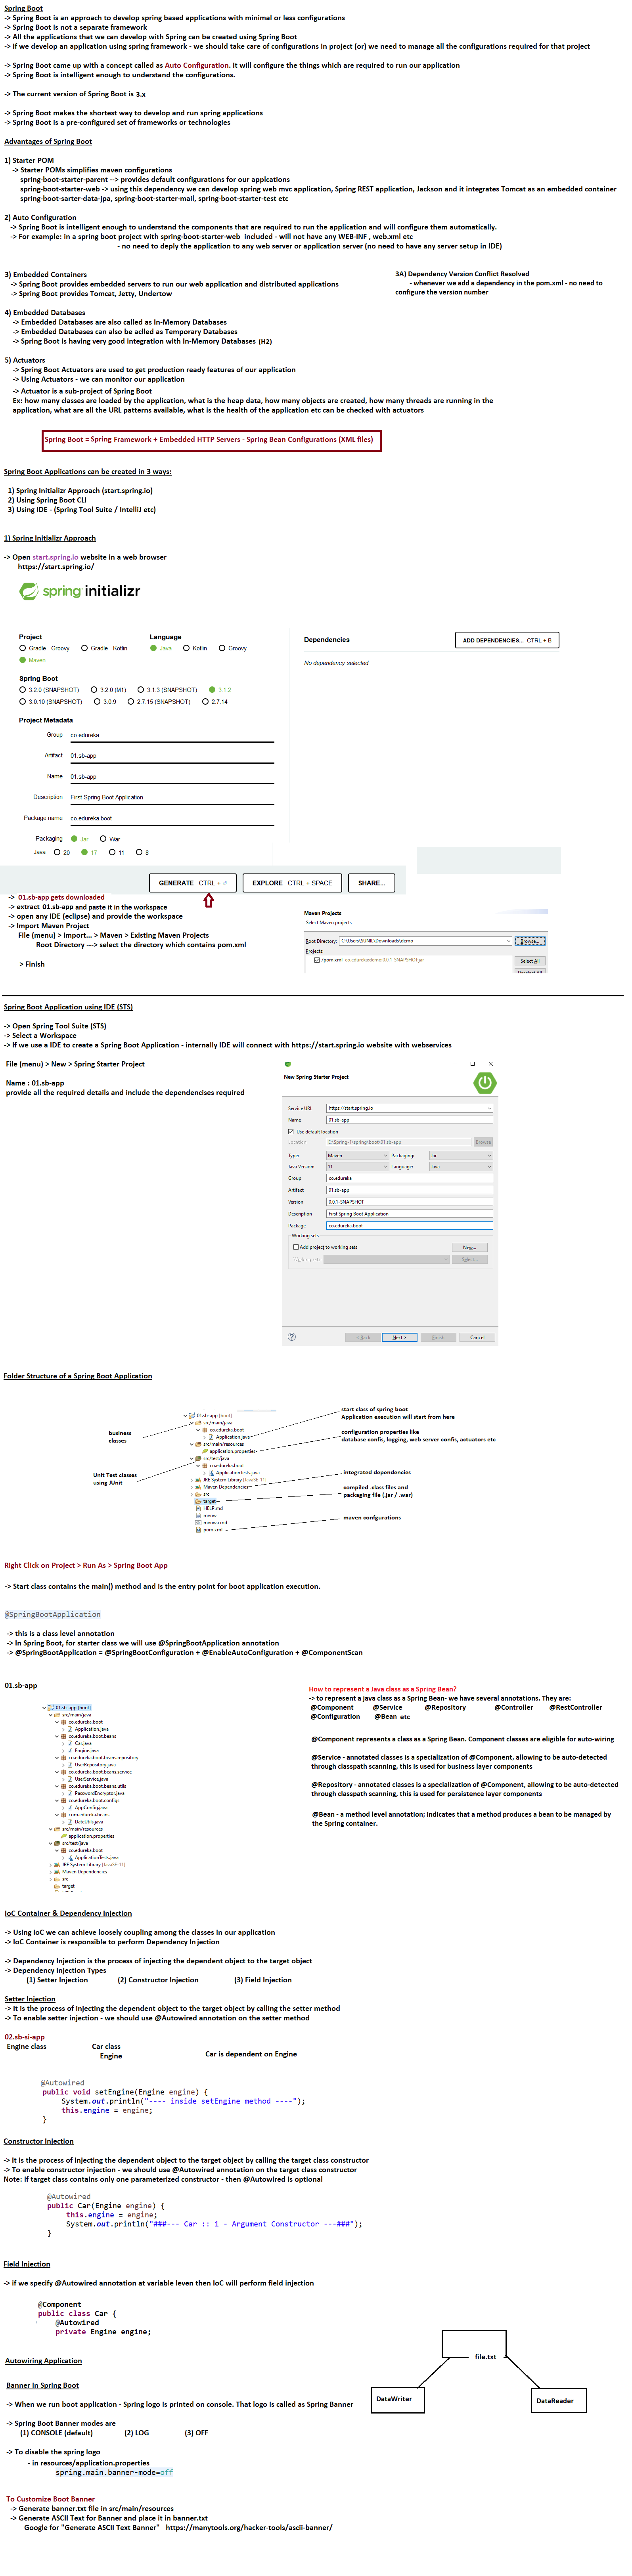 Spring Boot
-> Spring Boot is an approach to develop spring based applications with minimal or less configurations
-> Spring Boot is not a separate framework
-> All the applications that we can develop with Spring can be created using Spring Boot
-> If we develop an application using spring framework - we should take care of configurations in project (or) we need to manage all the configurations required for that project
-> Spring Boot came up with a concept called as Auto Configuration. It will configure the things which are required to run our application
-> Spring Boot is intelligent enough to understand the configurations.
-> The current version of Spring Boot is 3.x
-> Spring Boot makes the shortest way to develop and run spring applications
-> Spring Boot is a pre-configured set of frameworks or technologies
Advantages of Spring Boot
1) Starter POM
-> Starter POMs simplifies maven configurations
spring-boot-starter-parent --> provides default configurations for our applcations
spring-boot-starter-web -> using this dependency we can develop spring web mvc application, Spring REST application, Jackson and it integrates Tomcat as an embedded container
spring-boot-sarter-data-jpa, spring-boot-starter-mail, spring-boot-starter-test etc
2) Auto Configuration
-> Spring Boot is intelligent enough to understand the components that are required to run the application and will configure them automatically.
-> For example: in a spring boot project with spring-boot-starter-web included - will not have any WEB-INF , web.xml etc
- no need to deply the application to any web server or application server (no need to have any server setup in IDE)
3) Embedded Containers
-> Spring Boot provides embedded servers to run our web application and distributed applications
-> Spring Boot provides Tomcat, Jetty, Undertow
3A) Dependency Version Conflict Resolved
- whenever we add a dependency in the pom.xml - no need to
configure the version number
4) Embedded Databases
-> Embedded Databases are also called as In-Memory Databases
-> Embedded Databases can also be aclled as Temporary Databases
-> Spring Boot is having very good integration with In-Memory Databases (H2)
5) Actuators
-> Spring Boot Actuators are used to get production ready features of our application
-> Using Actuators - we can monitor our application
-> Actuator is a sub-project of Spring Boot
Ex: how many classes are loaded by the application, what is the heap data, how many objects are created, how many threads are running in the
application, what are all the URL patterns available, what is the health of the application etc can be checked with actuators
Spring Boot = Spring Framework + Embedded HTTP Servers - Spring Bean Configurations (XML files)
Spring Boot Applications can be created in 3 ways:
1) Spring Initializr Approach (start.spring.io)
2) Using Spring Boot CLI
3) Using IDE - (Spring Tool Suite / IntelliJ etc)
1) Spring Initializr Approach
-> Open start.spring.io website in a web browser
https://start.spring.io/
spring initializr
Project
Gradle - Groovy Gradle - Kotlin
Maven
Language
Java Kotlin Groovy
Dependencies
ADD DEPENDENCIES... CTRL + B
No dependency selected
Spring Boot
3.2.0 (SNAPSHOT) 3.2.0 (M1) 3.1.3 (SNAPSHOT) 3.1.2
3.0.10 (SNAPSHOT) 3.0.9 2.7.15 (SNAPSHOT) 2.7.14
Project Metadata
Group co.edureka
Artifact 01.sb-app
Name 01.sb-app
Description First Spring Boot Application
Package name co.edureka.boot
Packaging Jar War
Java 20 17 11 8
GENERATE CTRL + ⏎
EXPLORE CTRL + SPACE
SHARE...
-> 01.sb-app gets downloaded
-> extract 01.sb-app and paste it in the workspace
-> open any IDE (eclipse) and provide the workspace
-> Import Maven Project
File (menu) > Import... > Maven > Existing Maven Projects
Root Directory ---> select the directory which contains pom.xml
> Finish
Maven Projects
Select Maven projects
Root Directory: C:\Users\SUNIL\Downloads\demo
Browse...
Projects:
/pom.xml co.edureka:demo:0.0.1-SNAPSHOT:jar
Select All
Deselect All
Spring Boot Application using IDE (STS)
-> Open Spring Tool Suite (STS)
-> Select a Workspace
-> If we use a IDE to create a Spring Boot Application - internally IDE will connect with https://start.spring.io website with webservices
File (menu) > New > Spring Starter Project
Name : 01.sb-app
provide all the required details and include the dependencises required
New Spring Starter Project
Service URL https://start.spring.io
Name 01.sb-app
Use default location
Location E:\Spring-1\spring\boot\01.sb-app Browse
Type: Maven Packaging: Jar
Java Version: 11 Language: Java
Group co.edureka
Artifact 01.sb-app
Version 0.0.1-SNAPSHOT
Description First Spring Boot Application
Package co.edureka.boot
Working sets
Add project to working sets New...
Working sets: Select...
< Back Next > Finish Cancel
Folder Structure of a Spring Boot Application
business
classes
Unit Test classes
using JUnit
01.sb-app [boot]
src/main/java
co.edureka.boot
Application.java
src/main/resources
application.properties
src/test/java
co.edureka.boot
ApplicationTests.java
JRE System Library [JavaSE-11]
Maven Dependencies
src
target
HELP.md
mvnw
mvnw.cmd
pom.xml
start class of spring boot
Application execution will start from here
configuration properties like
database confis, logging, web server confis, actuators etc
integrated dependencies
compiled .class files and
packaging file (.jar / .war)
maven confgurations
Right Click on Project > Run As > Spring Boot App
-> Start class contains the main() method and is the entry point for boot application execution.
@SpringBootApplication
-> this is a class level annotation
-> In Spring Boot, for starter class we will use @SpringBootApplication annotation
-> @SpringBootApplication = @SpringBootConfiguration + @EnableAutoConfiguration + @ComponentScan
01.sb-app
01.sb-app [boot]
src/main/java
co.edureka.boot
Application.java
co.edureka.boot.beans
Car.java
Engine.java
co.edureka.boot.beans.repository
UserRepository.java
co.edureka.boot.beans.service
UserService.java
co.edureka.boot.beans.utils
PasswordEncryptor.java
co.edureka.boot.configs
AppConfig.java
com.edureka.beans
DateUtils.java
src/main/resources
application.properties
src/test/java
co.edureka.boot
ApplicationTests.java
JRE System Library [JavaSE-11]
Maven Dependencies
src
target
How to represent a Java class as a Spring Bean?
-> to represent a java class as a Spring Bean- we have several annotations. They are:
@Component @Service @Repository @Controller @RestController
@Configuration @Bean etc
@Component represents a class as a Spring Bean. Component classes are eligible for auto-wiring
@Service - annotated classes is a specialization of @Component, allowing to be auto-detected
through classpath scanning, this is used for business layer components
@Repository - annotated classes is a specialization of @Component, allowing to be auto-detected
through classpath scanning, this is used for persistence layer components
@Bean - a method level annotation; indicates that a method produces a bean to be managed by
the Spring container.
IoC Container & Dependency Injection
-> Using IoC we can achieve loosely coupling among the classes in our application
-> IoC Container is responsible to perform Dependency Injection
-> Dependency Injection is the process of injecting the dependent object to the target object
-> Dependency Injection Types
(1) Setter Injection (2) Constructor Injection (3) Field Injection
Setter Injection
-> It is the process of injecting the dependent object to the target object by calling the setter method
-> To enable setter injection - we should use @Autowired annotation on the setter method
02.sb-si-app
Engine class Car class
Engine
Car is dependent on Engine
@Autowired
public void setEngine(Engine engine) {
System.out.println("---- inside setEngine method ----");
this.engine = engine;
}
Constructor Injection
-> It is the process of injecting the dependent object to the target object by calling the target class constructor
-> To enable constructor injection - we should use @Autowired annotation on the target class constructor
Note: if target class contains only one parameterized constructor - then @Autowired is optional
@Autowired
public Car(Engine engine) {
this.engine = engine;
System.out.println("###--- Car :: 1 - Argument Constructor ---###");
}
Field Injection
-> if we specify @Autowired annotation at variable leven then IoC will perform field injection
@Component
public class Car {
@Autowired
private Engine engine;
file.txt
DataWriter
DataReader
Autowiring Application
Banner in Spring Boot
-> When we run boot application - Spring logo is printed on console. That logo is called as Spring Banner
-> Spring Boot Banner modes are
(1) CONSOLE (default) (2) LOG (3) OFF
-> To disable the spring logo
- in resources/application.properties
spring.main.banner-mode=off
To Customize Boot Banner
-> Generate banner.txt file in src/main/resources
-> Generate ASCII Text for Banner and place it in banner.txt
Google for "Generate ASCII Text Banner" https://manytools.org/hacker-tools/ascii-banner/